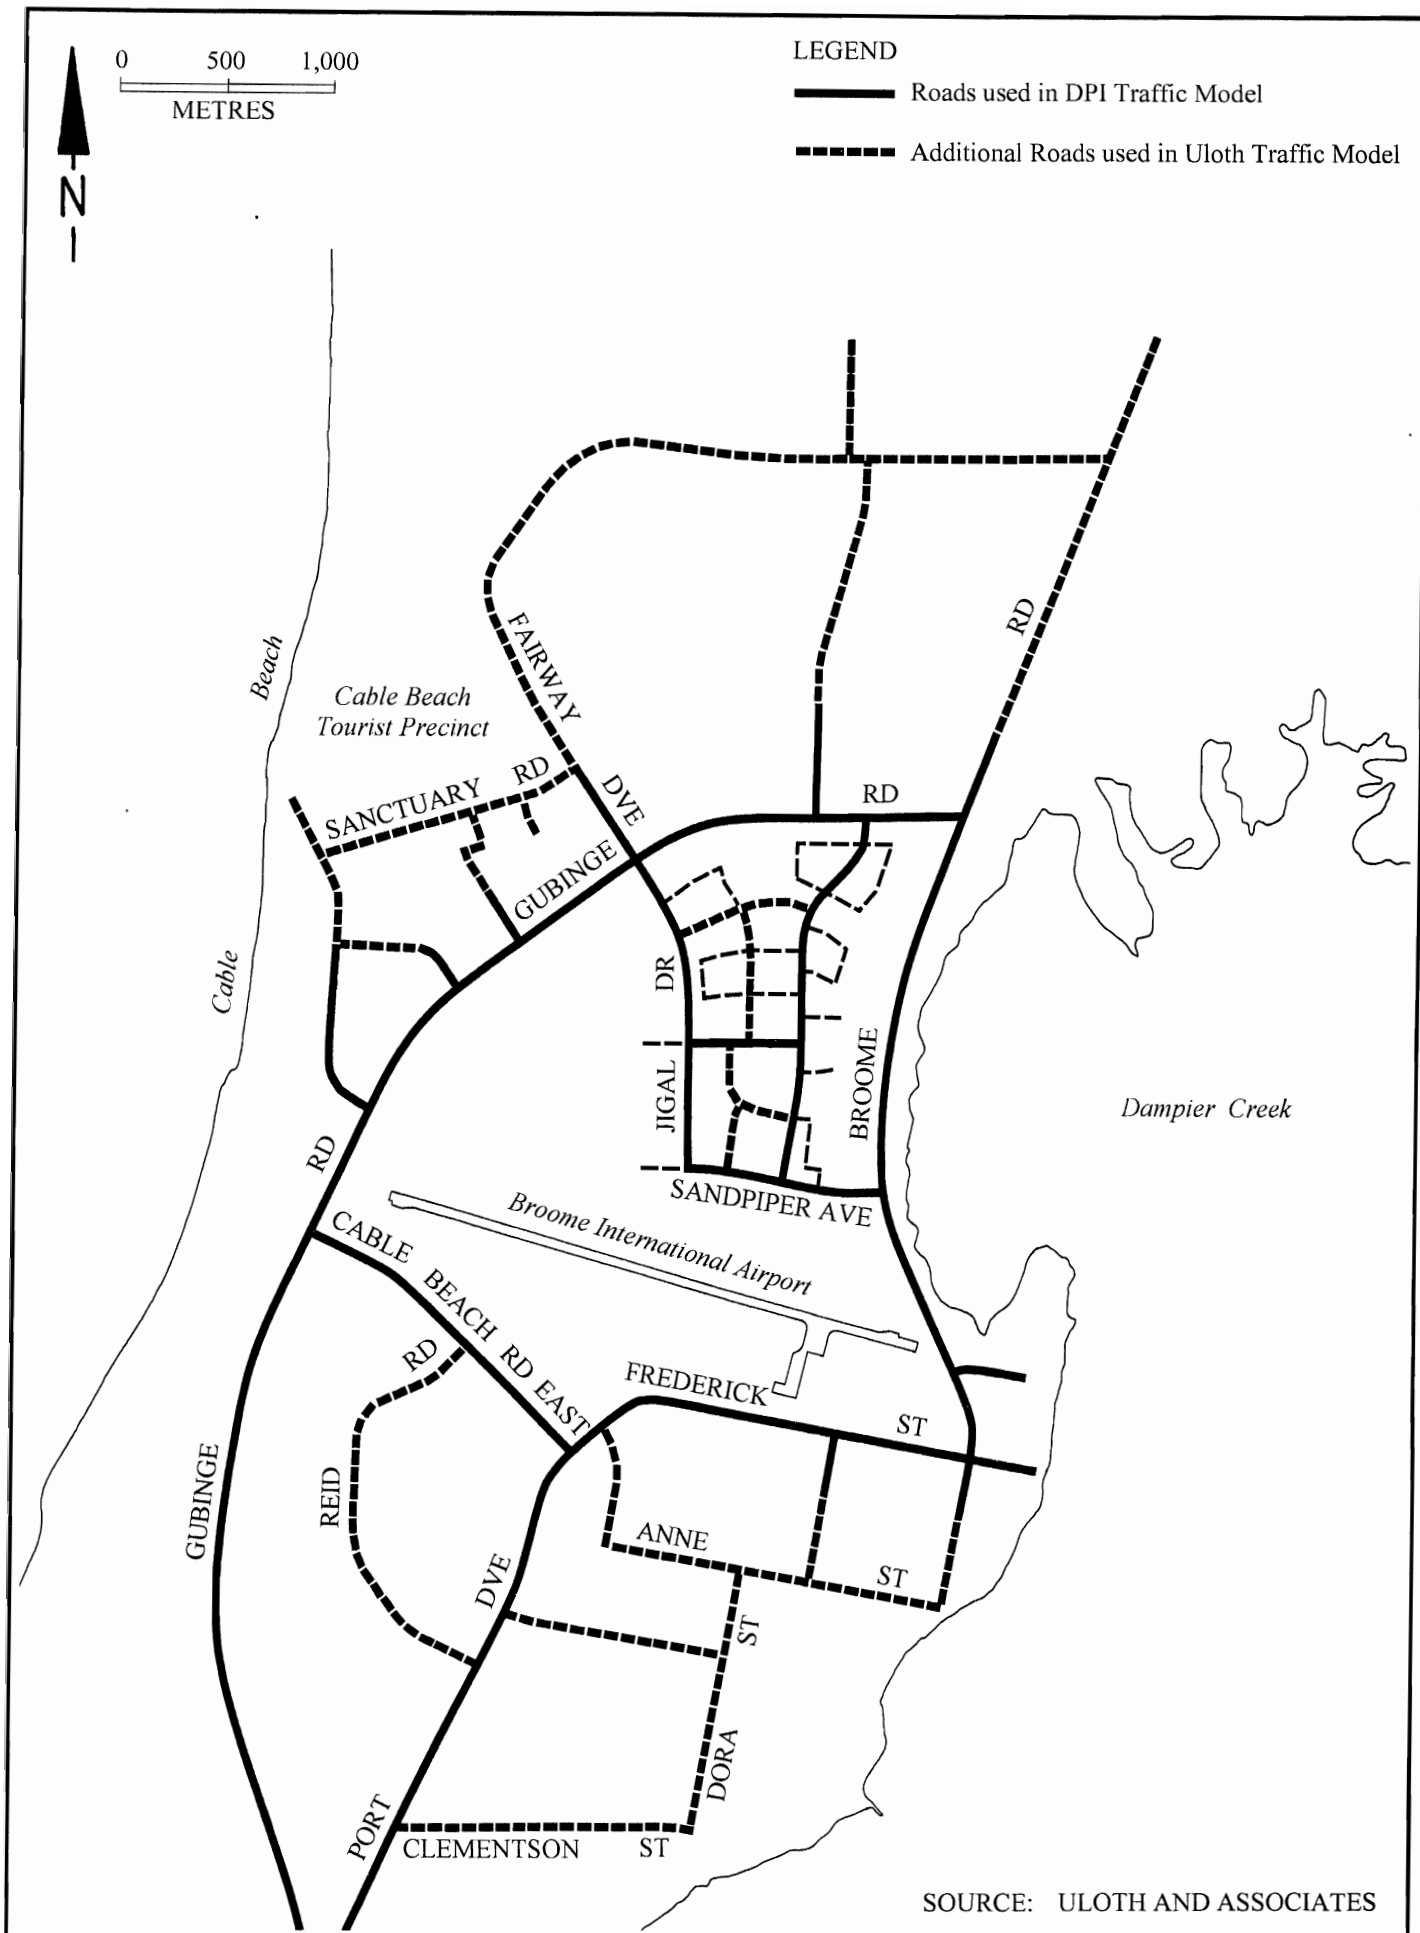 0 500 1,000
METRES
N
LEGEND
Roads used in DPI Traffic Model
Additional Roads used in Uloth Traffic Model
RD
FAIRWAY
DVE
Beach
Cable
Cable Beach
Tourist Precinct
SANCTUARY RD
GUBINGE
RD
DR
JIGAL
BROOME
Dampier Creek
RD
SANDPIPER AVE
Broome International Airport
CABLE BEACH RD EAST
FREDERICK
ST
RD
REID
GUBINGE
ANNE
ST
DVE
ST
DORA
PORT
CLEMENTSON ST
SOURCE: ULOTH AND ASSOCIATES